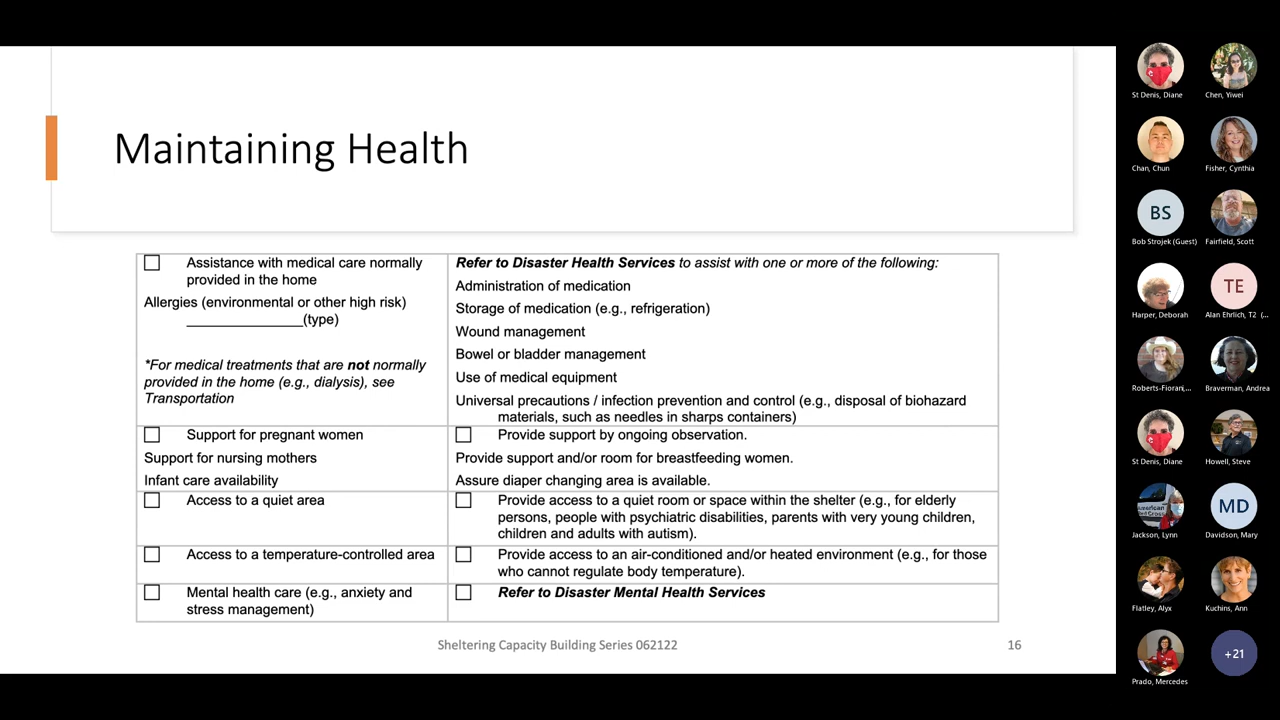 Maintaining Health
Assistance with medical care normally
provided in the home
Allergies (environmental or other high risk)
_______________(type)
*For medical treatments that are not normally
provided in the home (e.g., dialysis), see
Transportation
Refer to Disaster Health Services to assist with one or more of the following:
Administration of medication
Storage of medication (e.g., refrigeration)
Wound management
Bowel or bladder management
Use of medical equipment
Universal precautions / infection prevention and control (e.g., disposal of biohazard
materials, such as needles in sharps containers)
Support for pregnant women
Support for nursing mothers
Infant care availability
Provide support by ongoing observation.
Provide support and/or room for breastfeeding women.
Assure diaper changing area is available.
Access to a quiet area
Provide access to a quiet room or space within the shelter (e.g., for elderly
persons, people with psychiatric disabilities, parents with very young children,
children and adults with autism).
Access to a temperature-controlled area
Provide access to an air-conditioned and/or heated environment (e.g., for those
who cannot regulate body temperature).
Mental health care (e.g., anxiety and
stress management)
Refer to Disaster Mental Health Services
Sheltering Capacity Building Series 062122
16
St Denis, Diane
Chen, Yiwei
Chan, Chun
Fisher, Cynthia
BS
Bob Strojek (Guest)
Fairfield, Scott
Harper, Deborah
TE
Alan Ehrlich, T2 (...
Roberts-Fiorani,...
Braverman, Andrea
St Denis, Diane
Howell, Steve
American
Jackson, Lynn
MD
Davidson, Mary
Flatley, Alyx
Kuchins, Ann
Prado, Mercedes
+21